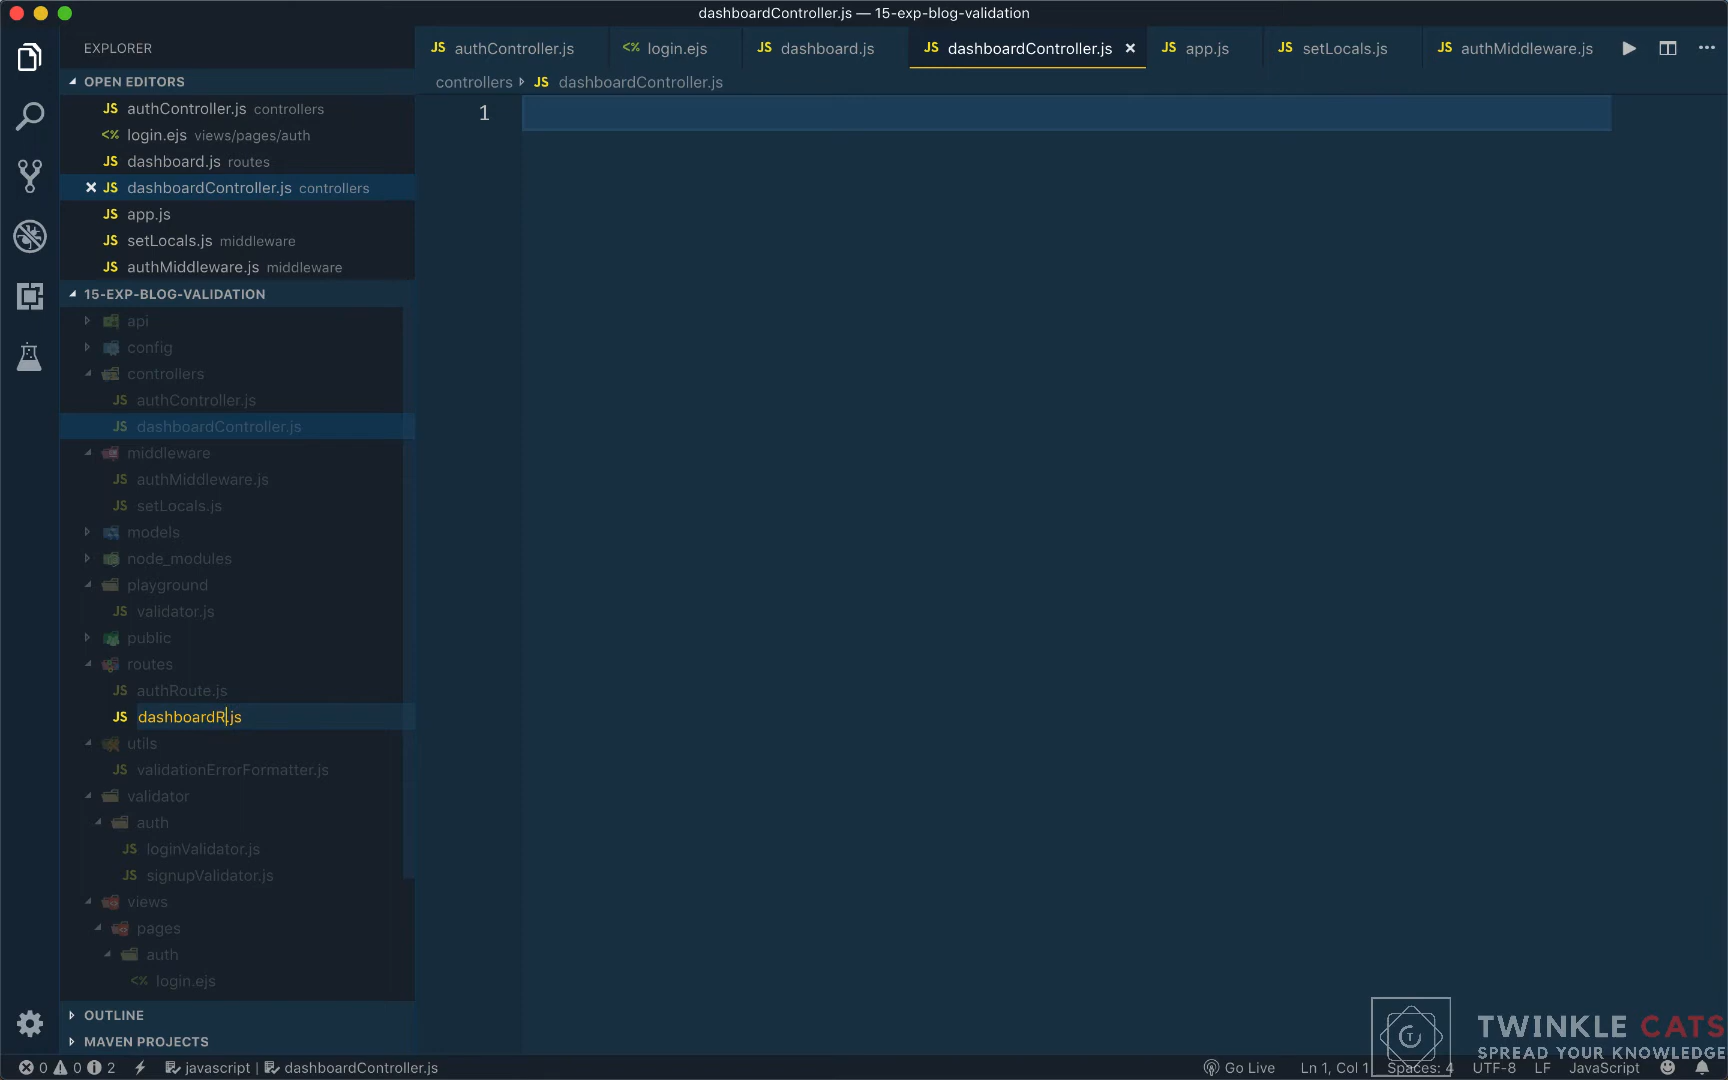 dashboardController.js — 15-exp-blog-validation
EXPLORER
JS authController.js
<% login.ejs
JS dashboard.js
JS dashboardController.js
JS app.js
JS setLocals.js
JS authMiddleware.js
OPEN EDITORS
controllers JS dashboardController.js
JS authController.js controllers
1
<% login.ejs views/pages/auth
JS dashboard.js routes
JS dashboardController.js controllers
JS app.js
JS setLocals.js middleware
JS authMiddleware.js middleware
15-EXP-BLOG-VALIDATION
api
config
controllers
JS authController.js
JS dashboardController.js
middleware
JS authMiddleware.js
JS setLocals.js
models
node_modules
playground
JS validator.js
public
routes
JS authRoute.js
JS dashboardR.js
utils
JS validationErrorFormatter.js
validator
auth
JS loginValidator.js
JS signupValidator.js
views
pages
auth
<% login.ejs
OUTLINE
MAVEN PROJECTS
TWINKLE CATS
SPREAD YOUR KNOWLEDGE
0 0 2 javascript | dashboardController.js
Go Live Ln 1, Col 1 Spaces: 4 UTF-8 LF JavaScript